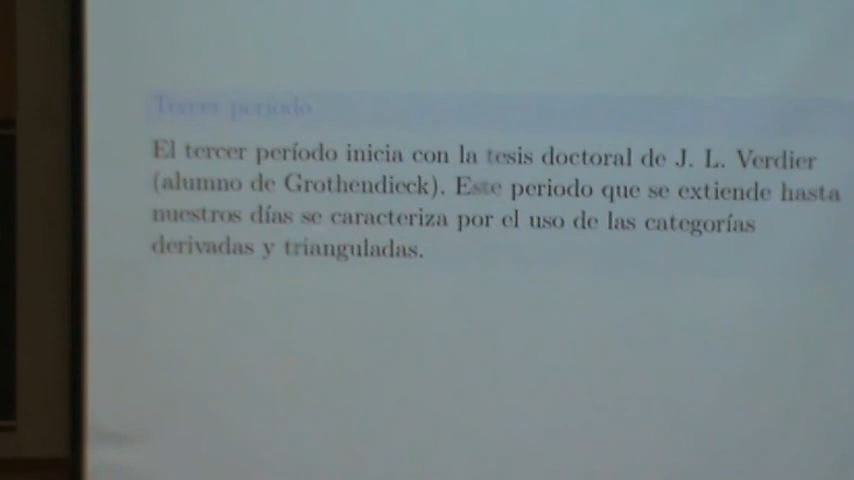 Tercer período
El tercer período inicia con la tesis doctoral de J. L. Verdier
(alumno de Grothendieck). Este periodo que se extiende hasta
nuestros días se caracteriza por el uso de las categorías
derivadas y trianguladas.